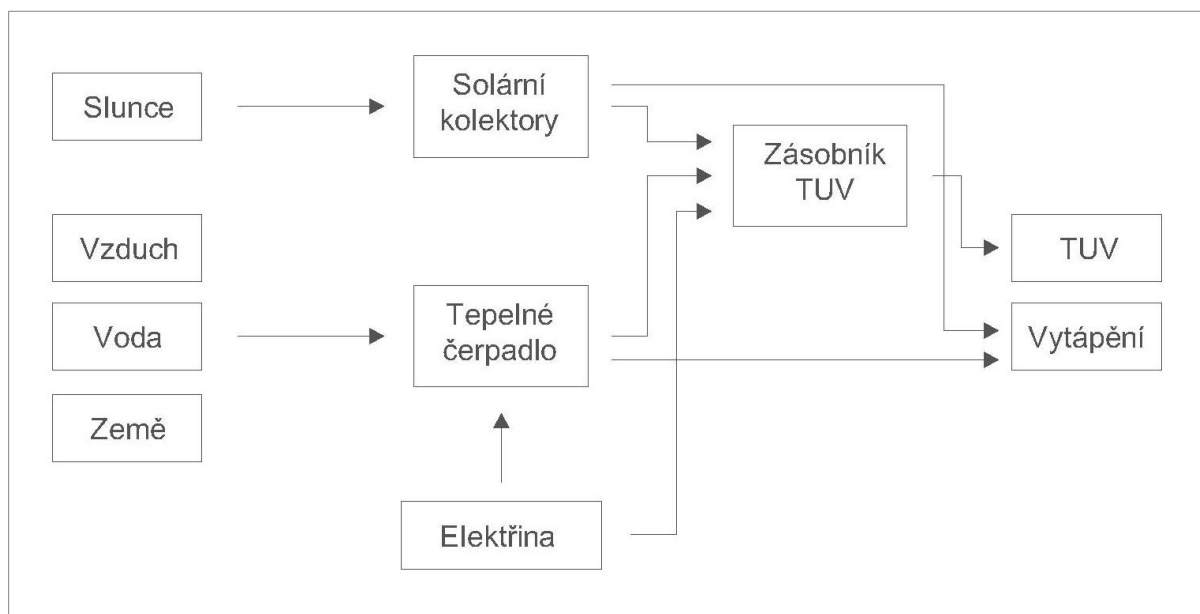 Slunce
Solární
kolektory
Zásobník
TUV
Vzduch
TUV
Voda
Tepelné
čerpadlo
Vytápění
Země
Elektřina